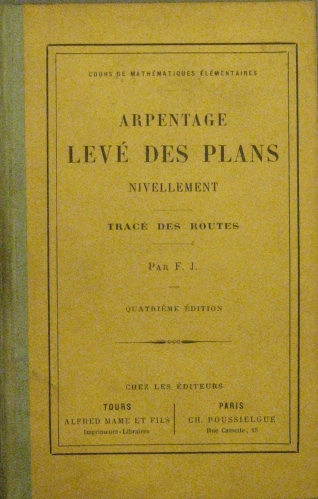 COURS DE MATHÉMATIQUES ÉLÉMENTAIRES
ARPENTAGE
LEVÉ DES PLANS
NIVELLEMENT
TRACÉ DES ROUTES
PAR F. J.
QUATRIÈME ÉDITION
CHEZ LES ÉDITEURS
TOURS
ALFRED MAME ET FILS
Imprimeurs-Libraires
PARIS
CH. POUSSIELGUE
Rue Cassette, 15